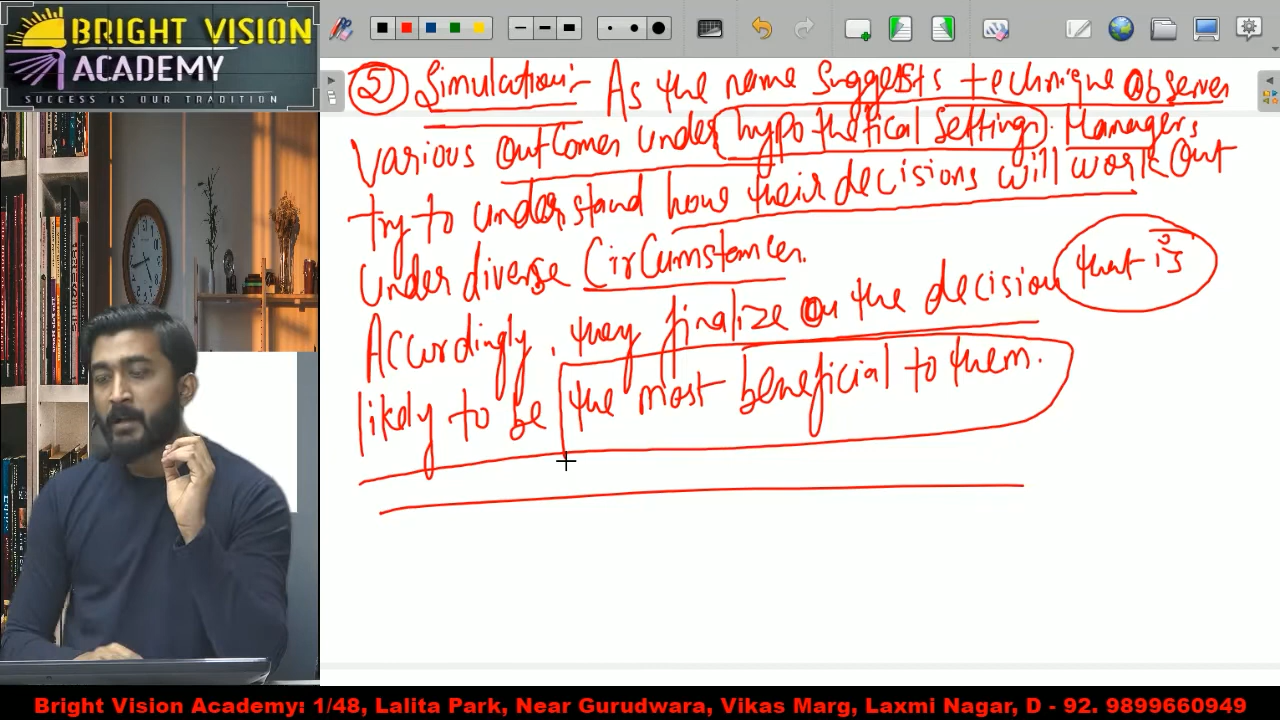 BRIGHT VISION
ACADEMY
SUCCESS IS OUR TRADITION
② Simulation:- As the name suggests technique observes
various outcomes under hypothetical settings. Managers
try to understand how their decisions will work out
under diverse circumstances.
Accordingly, they finalize on the decision that is
likely to be the most beneficial to them.
Bright Vision Academy: 1/48, Lalita Park, Near Gurudwara, Vikas Marg, Laxmi Nagar, D - 92. 9899660949